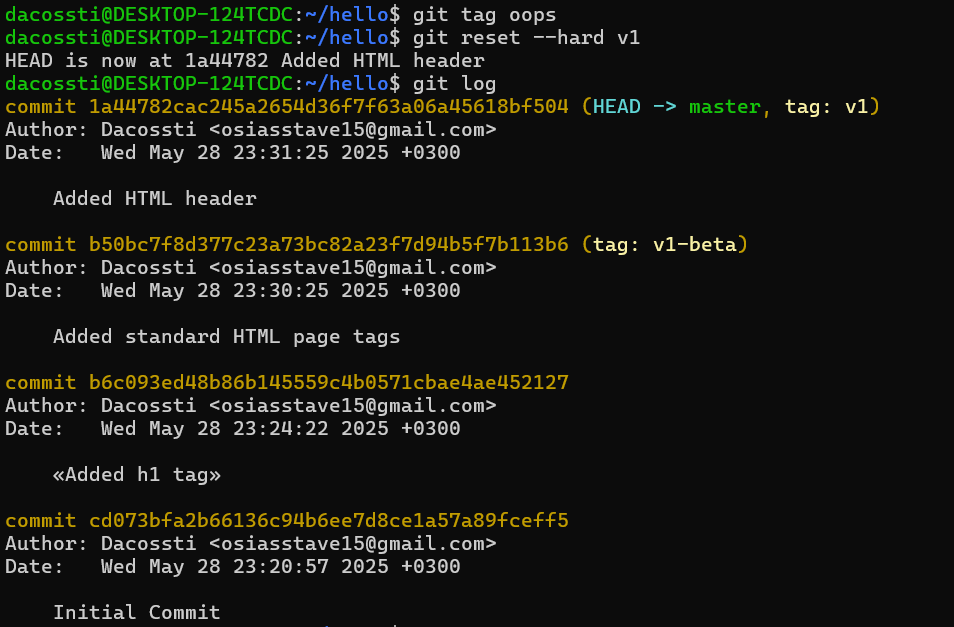 dacossti@DESKTOP-124TCDC:~/hello$ git tag oops
dacossti@DESKTOP-124TCDC:~/hello$ git reset --hard v1
HEAD is now at 1a44782 Added HTML header
dacossti@DESKTOP-124TCDC:~/hello$ git log
commit 1a44782cac245a2654d36f7f63a06a45618bf504 (HEAD -> master, tag: v1)
Author: Dacossti <osiasstave15@gmail.com>
Date:   Wed May 28 23:31:25 2025 +0300
    Added HTML header
commit b50bc7f8d377c23a73bc82a23f7d94b5f7b113b6 (tag: v1-beta)
Author: Dacossti <osiasstave15@gmail.com>
Date:   Wed May 28 23:30:25 2025 +0300
    Added standard HTML page tags
commit b6c093ed48b86b145559c4b0571cbae4ae452127
Author: Dacossti <osiasstave15@gmail.com>
Date:   Wed May 28 23:24:22 2025 +0300
    «Added h1 tag»
commit cd073bfa2b66136c94b6ee7d8ce1a57a89fceff5
Author: Dacossti <osiasstave15@gmail.com>
Date:   Wed May 28 23:20:57 2025 +0300
    Initial Commit